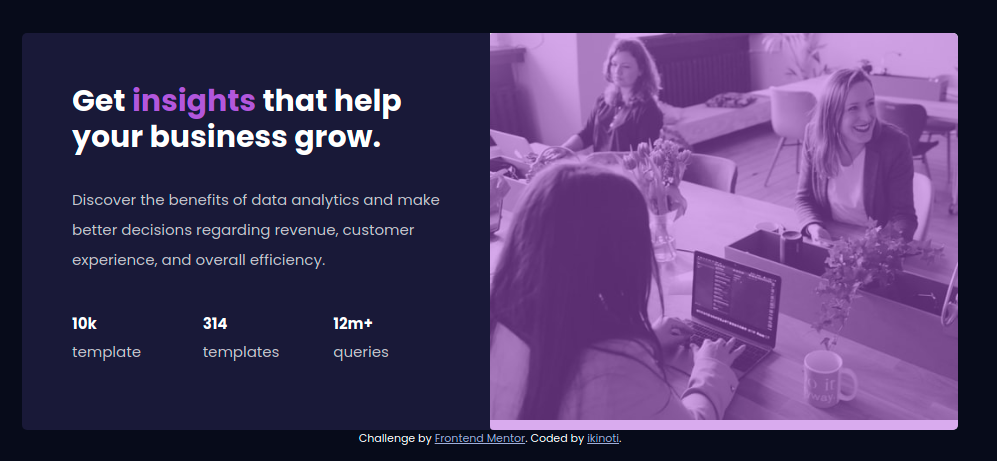 Get insights that help
your business grow.
Discover the benefits of data analytics and make
better decisions regarding revenue, customer
experience, and overall efficiency.
10k 314 12m+
template templates queries
Challenge by Frontend Mentor. Coded by ikinoti.